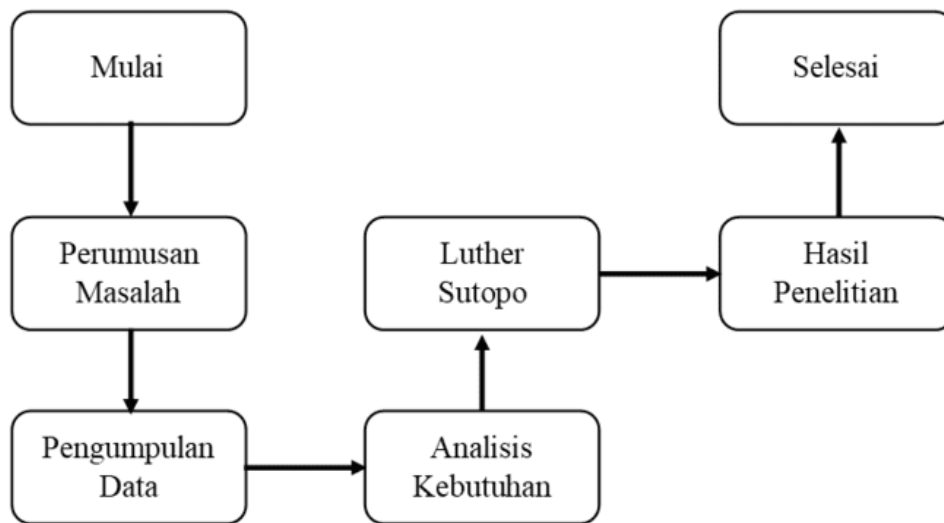 Mulai
Perumusan
Masalah
Pengumpulan
Data
Analisis
Kebutuhan
Luther
Sutopo
Hasil
Penelitian
Selesai